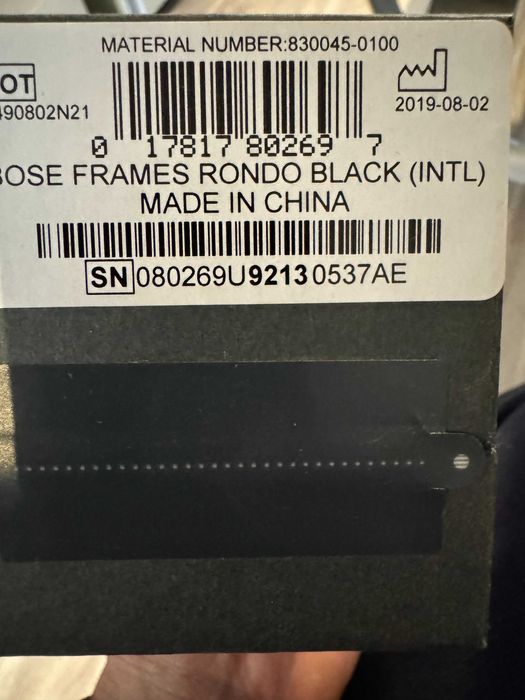 MATERIAL NUMBER:830045-0100
OT
490802N21
2019-08-02
0 17817 80269 7
BOSE FRAMES RONDO BLACK (INTL)
MADE IN CHINA
SN 080269U92130537AE